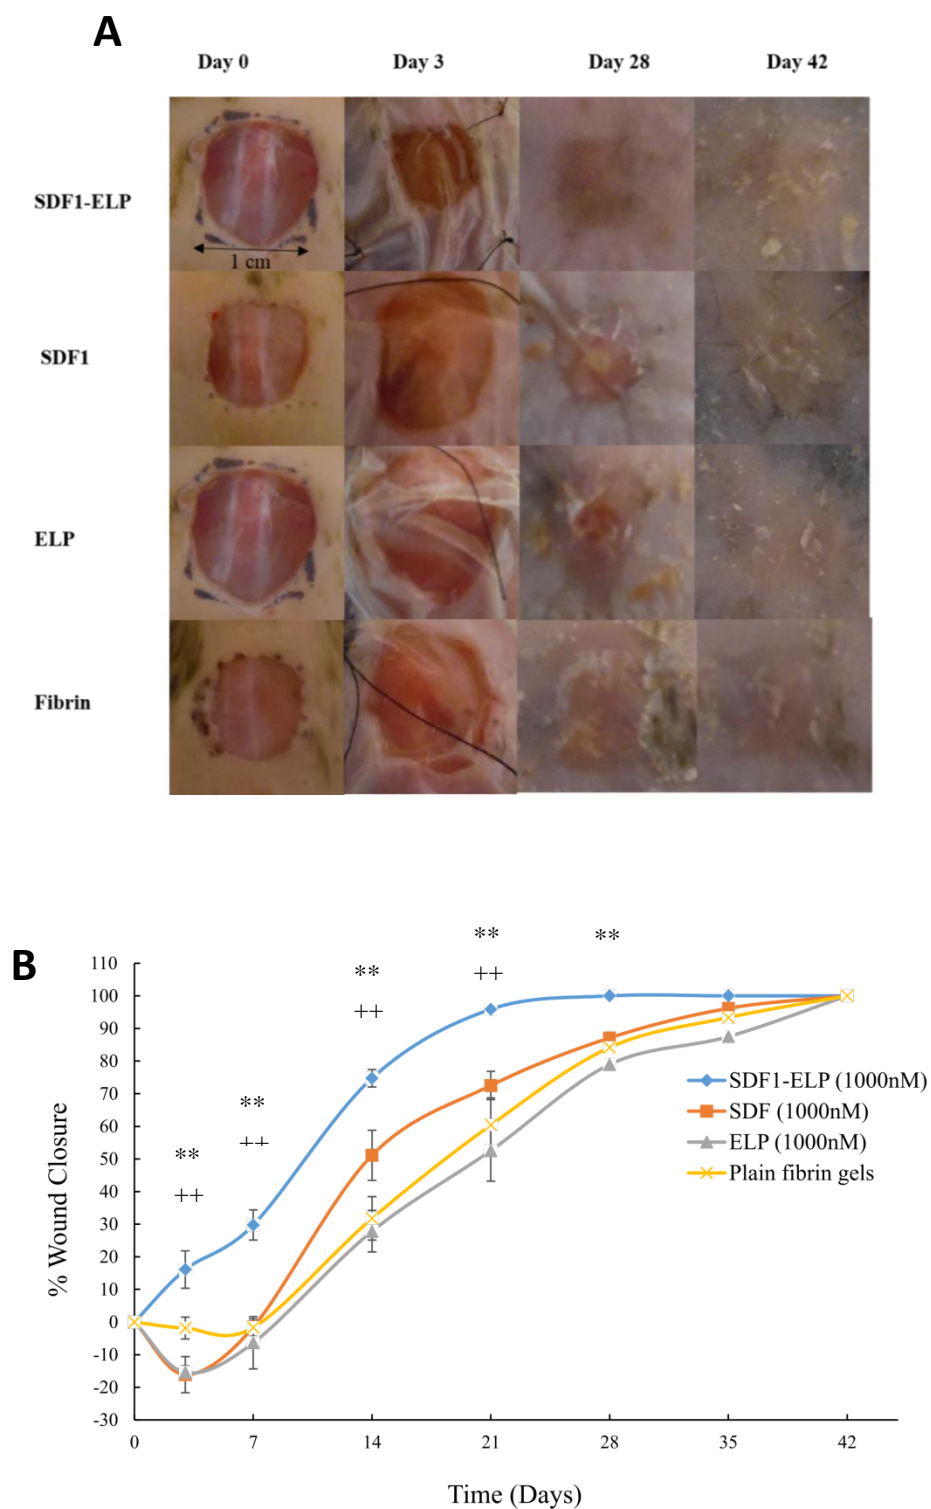 A
Day 0 Day 3 Day 28 Day 42
SDF1-ELP
1 cm
SDF1
ELP
Fibrin
B
** **
** ++
++
**
++
**
++
110
100
90
80
70
60
50
40
30
20
10
0
-10
-20
-30
% Wound Closure
SDF1-ELP (1000nM)
SDF (1000nM)
ELP (1000nM)
Plain fibrin gels
0 7 14 21 28 35 42
Time (Days)